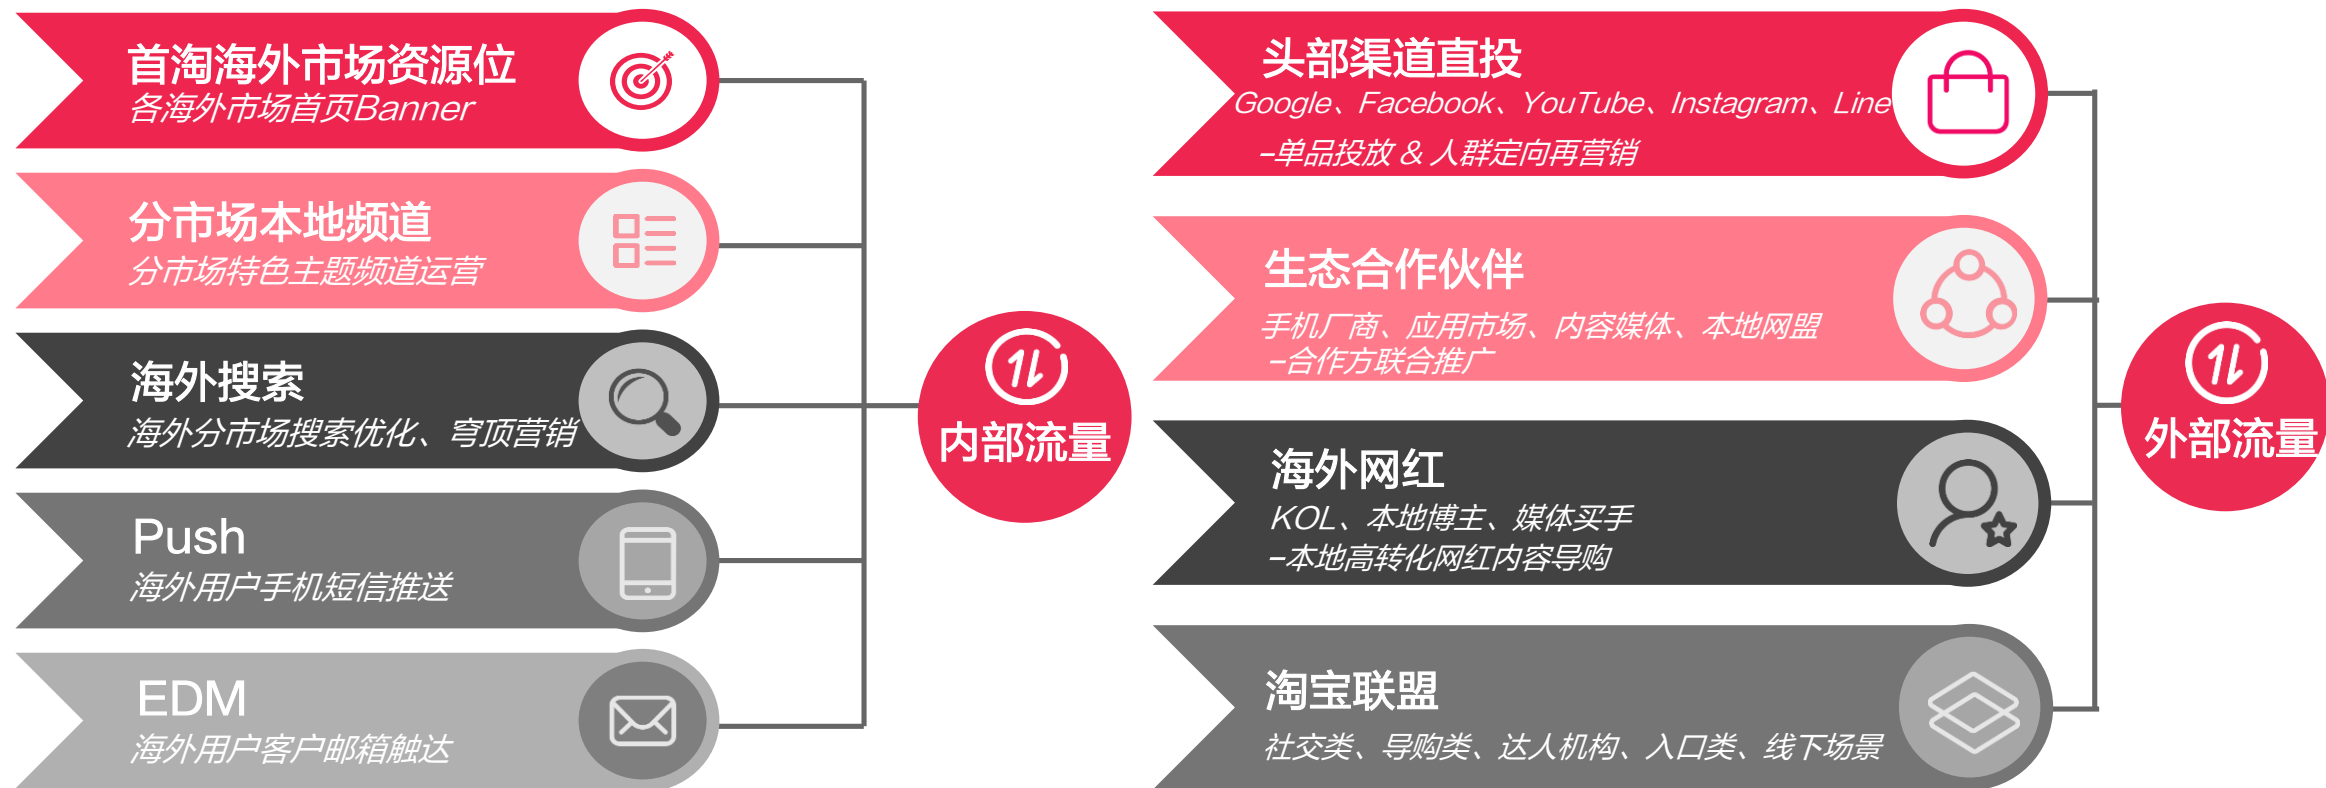 首淘海外市场资源位
各海外市场首页Banner
分市场本地频道
分市场特色主题频道运营
海外搜索
海外分市场搜索优化、穹顶营销
Push
海外用户手机短信推送
EDM
海外用户客户邮箱触达
内部流量
头部渠道直投
Google、Facebook、YouTube、Instagram、Line
–单品投放 & 人群定向再营销
生态合作伙伴
手机厂商、应用市场、内容媒体、本地网盟
–合作方联合推广
海外网红
KOL、本地博主、媒体买手
–本地高转化网红内容导购
淘宝联盟
社交类、导购类、达人机构、入口类、线下场景
外部流量